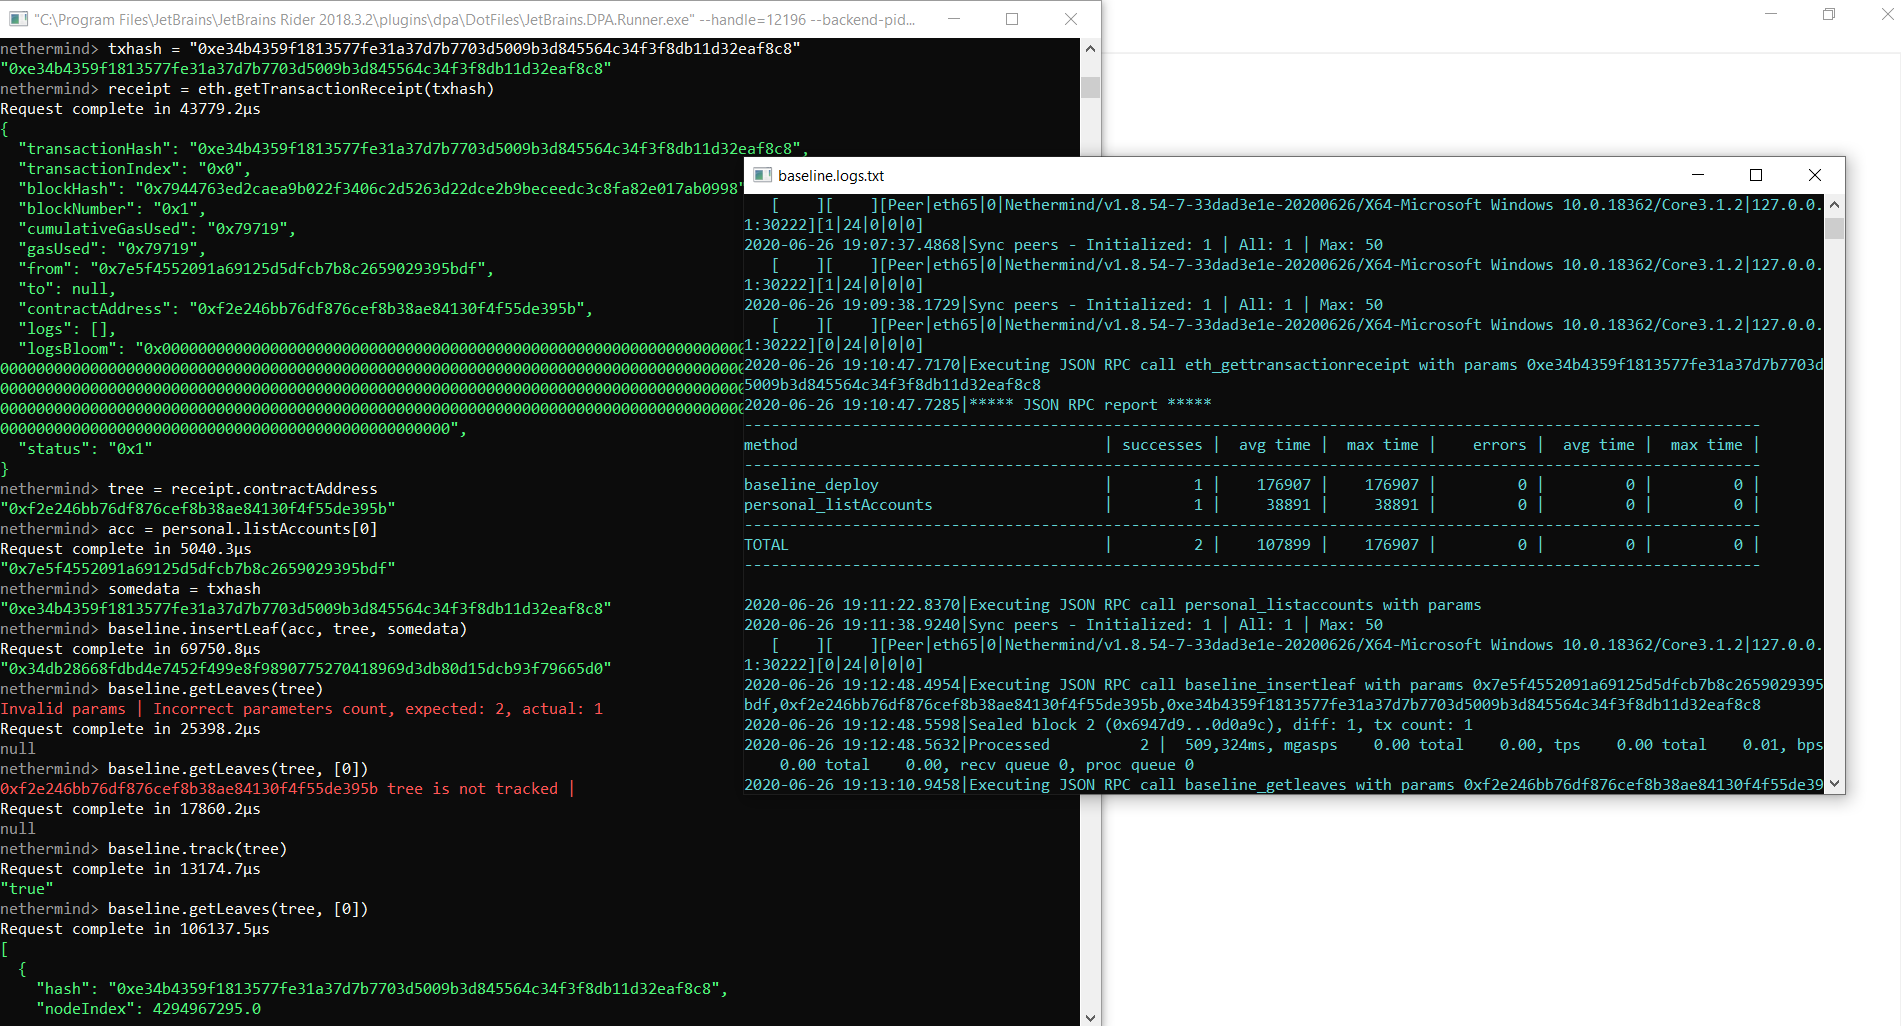 "C:\Program Files\JetBrains\JetBrains Rider 2018.3.2\plugins\dpa\DotFiles\JetBrains.DPA.Runner.exe" --handle=12196 --backend-pid...
nethermind> txhash = "0xe34b4359f1813577fe31a37d7b7703d5009b3d845564c34f3f8db11d32eaf8c8"
"0xe34b4359f1813577fe31a37d7b7703d5009b3d845564c34f3f8db11d32eaf8c8"
nethermind> receipt = eth.getTransactionReceipt(txhash)
Request complete in 43779.2µs
{
  "transactionHash": "0xe34b4359f1813577fe31a37d7b7703d5009b3d845564c34f3f8db11d32eaf8c8",
  "transactionIndex": "0x0",
  "blockHash": "0x7944763ed2caea9b022f3406c2d5263d22dce2b9beceedc3c8fa82e017ab0998"
  "blockNumber": "0x1",
  "cumulativeGasUsed": "0x79719",
  "gasUsed": "0x79719",
  "from": "0x7e5f4552091a69125d5dfcb7b8c2659029395bdf",
  "to": null,
  "contractAddress": "0xf2e246bb76df876cef8b38ae84130f4f55de395b",
  "logs": [],
  "logsBloom": "0x0000000000000000000000000000000000000000000000000000000000000000
0000000000000000000000000000000000000000000000000000000000000000000000000000000000
0000000000000000000000000000000000000000000000000000000000000000000000000000000000
0000000000000000000000000000000000000000000000000000000000000000000000000000000000
00000000000000000000000000000000000000000000000000",
  "status": "0x1"
}
nethermind> tree = receipt.contractAddress
"0xf2e246bb76df876cef8b38ae84130f4f55de395b"
nethermind> acc = personal.listAccounts[0]
Request complete in 5040.3µs
"0x7e5f4552091a69125d5dfcb7b8c2659029395bdf"
nethermind> somedata = txhash
"0xe34b4359f1813577fe31a37d7b7703d5009b3d845564c34f3f8db11d32eaf8c8"
nethermind> baseline.insertLeaf(acc, tree, somedata)
Request complete in 69750.8µs
"0x34db28668fdbd4e7452f499e8f9890775270418969d3db80d15dcb93f79665d0"
nethermind> baseline.getLeaves(tree)
Invalid params | Incorrect parameters count, expected: 2, actual: 1
Request complete in 25398.2µs
null
nethermind> baseline.getLeaves(tree, [0])
0xf2e246bb76df876cef8b38ae84130f4f55de395b tree is not tracked |
Request complete in 17860.2µs
null
nethermind> baseline.track(tree)
Request complete in 13174.7µs
"true"
nethermind> baseline.getLeaves(tree, [0])
Request complete in 106137.5µs
[
  {
    "hash": "0xe34b4359f1813577fe31a37d7b7703d5009b3d845564c34f3f8db11d32eaf8c8",
    "nodeIndex": 4294967295.0
baseline.logs.txt
   [    ][    ][Peer|eth65|0|Nethermind/v1.8.54-7-33dad3e1e-20200626/X64-Microsoft Windows 10.0.18362/Core3.1.2|127.0.0.
1:30222][1|24|0|0|0]
2020-06-26 19:07:37.4868|Sync peers - Initialized: 1 | All: 1 | Max: 50
   [    ][    ][Peer|eth65|0|Nethermind/v1.8.54-7-33dad3e1e-20200626/X64-Microsoft Windows 10.0.18362/Core3.1.2|127.0.0.
1:30222][1|24|0|0|0]
2020-06-26 19:09:38.1729|Sync peers - Initialized: 1 | All: 1 | Max: 50
   [    ][    ][Peer|eth65|0|Nethermind/v1.8.54-7-33dad3e1e-20200626/X64-Microsoft Windows 10.0.18362/Core3.1.2|127.0.0.
1:30222][0|24|0|0|0]
2020-06-26 19:10:47.7170|Executing JSON RPC call eth_gettransactionreceipt with params 0xe34b4359f1813577fe31a37d7b7703d
5009b3d845564c34f3f8db11d32eaf8c8
2020-06-26 19:10:47.7285|***** JSON RPC report *****
-----------------------------------------------------------------------------------------------------------------
method                                  | successes |  avg time |  max time |    errors |  avg time |  max time |
-----------------------------------------------------------------------------------------------------------------
baseline_deploy                         |         1 |    176907 |    176907 |         0 |         0 |         0 |
personal_listAccounts                   |         1 |     38891 |     38891 |         0 |         0 |         0 |
-----------------------------------------------------------------------------------------------------------------
TOTAL                                   |         2 |    107899 |    176907 |         0 |         0 |         0 |
-----------------------------------------------------------------------------------------------------------------
2020-06-26 19:11:22.8370|Executing JSON RPC call personal_listaccounts with params
2020-06-26 19:11:38.9240|Sync peers - Initialized: 1 | All: 1 | Max: 50
   [    ][    ][Peer|eth65|0|Nethermind/v1.8.54-7-33dad3e1e-20200626/X64-Microsoft Windows 10.0.18362/Core3.1.2|127.0.0.
1:30222][0|24|0|0|0]
2020-06-26 19:12:48.4954|Executing JSON RPC call baseline_insertleaf with params 0x7e5f4552091a69125d5dfcb7b8c2659029395
bdf,0xf2e246bb76df876cef8b38ae84130f4f55de395b,0xe34b4359f1813577fe31a37d7b7703d5009b3d845564c34f3f8db11d32eaf8c8
2020-06-26 19:12:48.5598|Sealed block 2 (0x6947d9...0d0a9c), diff: 1, tx count: 1
2020-06-26 19:12:48.5632|Processed          2 |  509,324ms, mgasps    0.00 total    0.00, tps    0.00 total    0.01, bps
    0.00 total    0.00, recv queue 0, proc queue 0
2020-06-26 19:13:10.9458|Executing JSON RPC call baseline_getleaves with params 0xf2e246bb76df876cef8b38ae84130f4f55de39